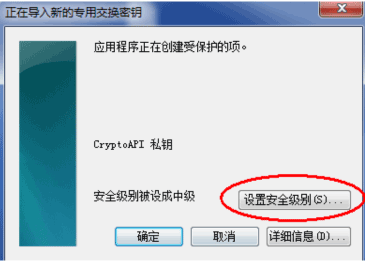 正在导入新的专用交换密钥
应用程序正在创建受保护的项。
CryptoAPI 私钥
安全级别被设成中级
设置安全级别(S)...
确定
取消
详细信息(D)...